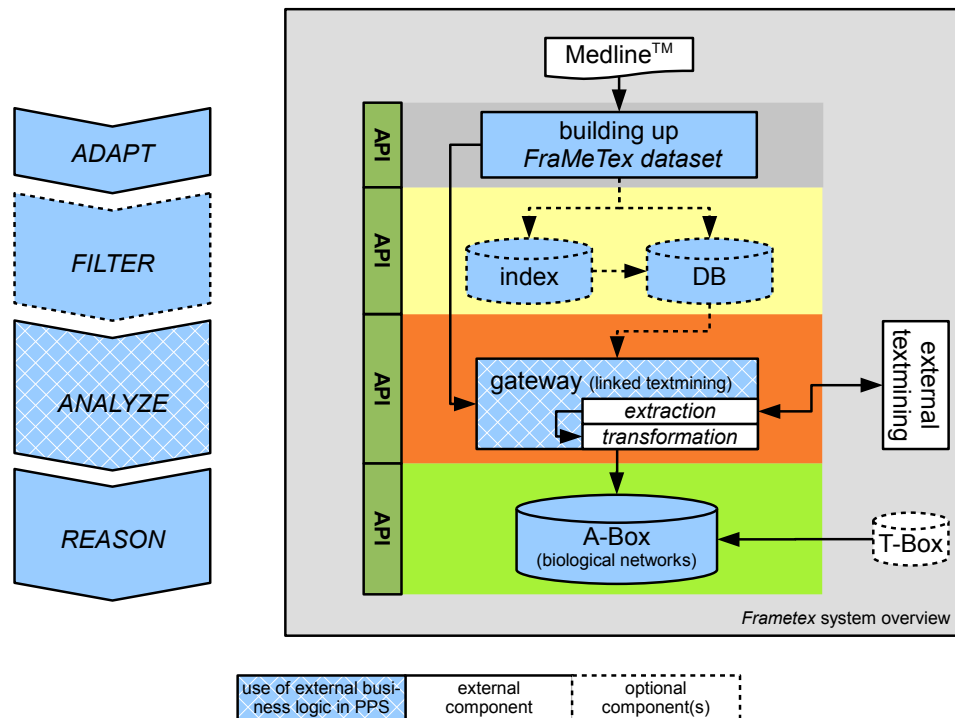 Medline™
ADAPT
API
building up
FraMeTex dataset
FILTER
API
index
DB
ANALYZE
API
gateway (linked textmining)
extraction
transformation
external
textmining
REASON
API
A-Box
(biological networks)
T-Box
Frametex system overview
use of external busi-
ness logic in PPS
external
component
optional
component(s)